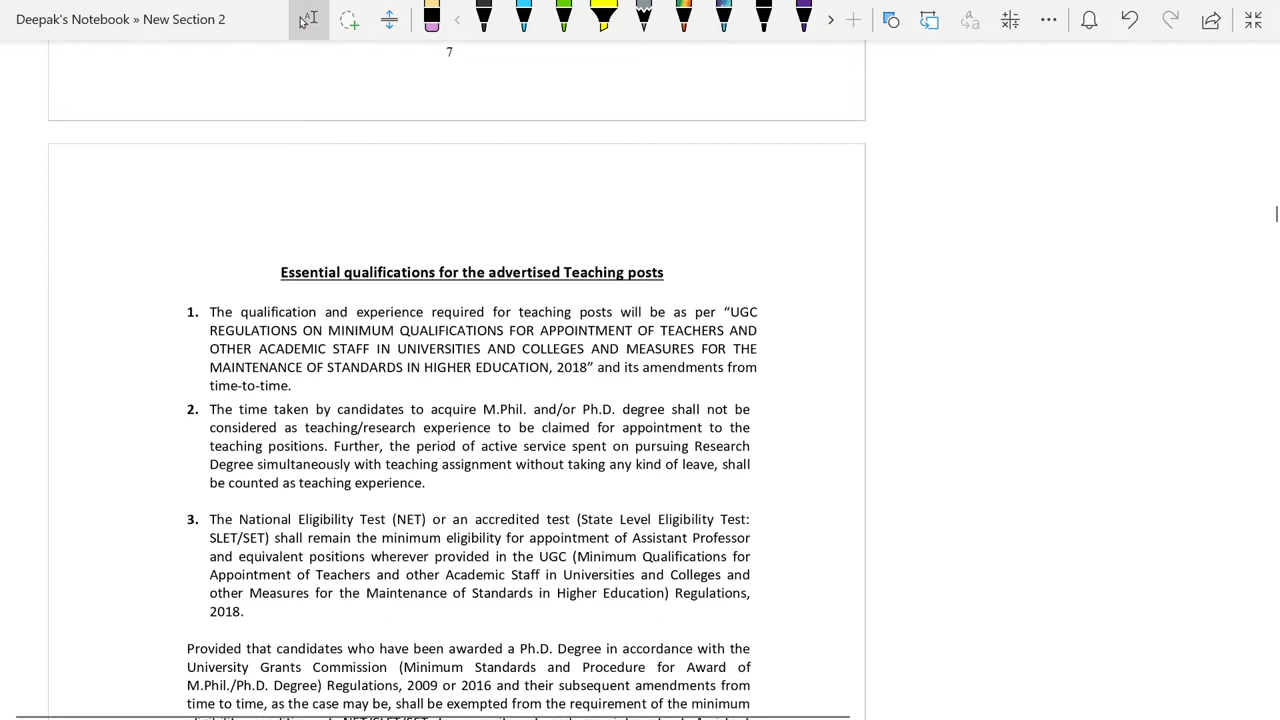 Deepak's Notebook » New Section 2
7
Essential qualifications for the advertised Teaching posts
1. The qualification and experience required for teaching posts will be as per “UGC
REGULATIONS ON MINIMUM QUALIFICATIONS FOR APPOINTMENT OF TEACHERS AND
OTHER ACADEMIC STAFF IN UNIVERSITIES AND COLLEGES AND MEASURES FOR THE
MAINTENANCE OF STANDARDS IN HIGHER EDUCATION, 2018” and its amendments from
time-to-time.
2. The time taken by candidates to acquire M.Phil. and/or Ph.D. degree shall not be
considered as teaching/research experience to be claimed for appointment to the
teaching positions. Further, the period of active service spent on pursuing Research
Degree simultaneously with teaching assignment without taking any kind of leave, shall
be counted as teaching experience.
3. The National Eligibility Test (NET) or an accredited test (State Level Eligibility Test:
SLET/SET) shall remain the minimum eligibility for appointment of Assistant Professor
and equivalent positions wherever provided in the UGC (Minimum Qualifications for
Appointment of Teachers and other Academic Staff in Universities and Colleges and
other Measures for the Maintenance of Standards in Higher Education) Regulations,
2018.
Provided that candidates who have been awarded a Ph.D. Degree in accordance with the
University Grants Commission (Minimum Standards and Procedure for Award of
M.Phil./Ph.D. Degree) Regulations, 2009 or 2016 and their subsequent amendments from
time to time, as the case may be, shall be exempted from the requirement of the minimum